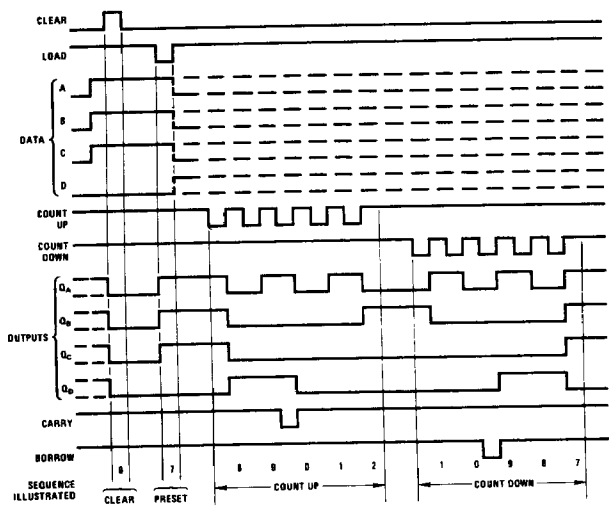 CLEAR
LOAD
A
B
DATA
C
D
COUNT UP
COUNT DOWN
QA
QB
OUTPUTS
QC
QD
CARRY
BORROW
0 7 8 9 0 1 2 1 0 9 8 7
SEQUENCE ILLUSTRATED
CLEAR PRESET COUNT UP COUNT DOWN